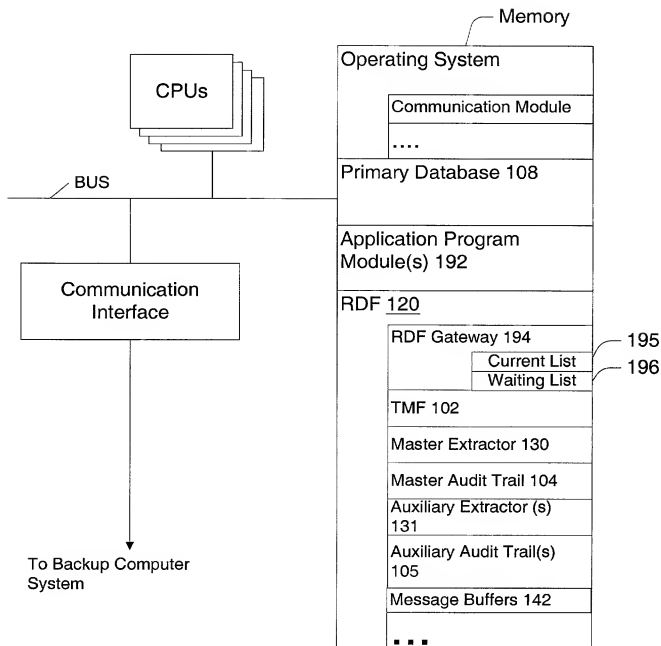 Memory
Operating System
CPUs
Communication Module
....
BUS
Primary Database 108
Application Program
Module(s) 192
Communication
Interface
RDF 120
RDF Gateway 194
195
Current List
196
Waiting List
TMF 102
Master Extractor 130
Master Audit Trail 104
Auxiliary Extractor (s)
131
Auxiliary Audit Trail(s)
105
To Backup Computer
System
Message Buffers 142
...